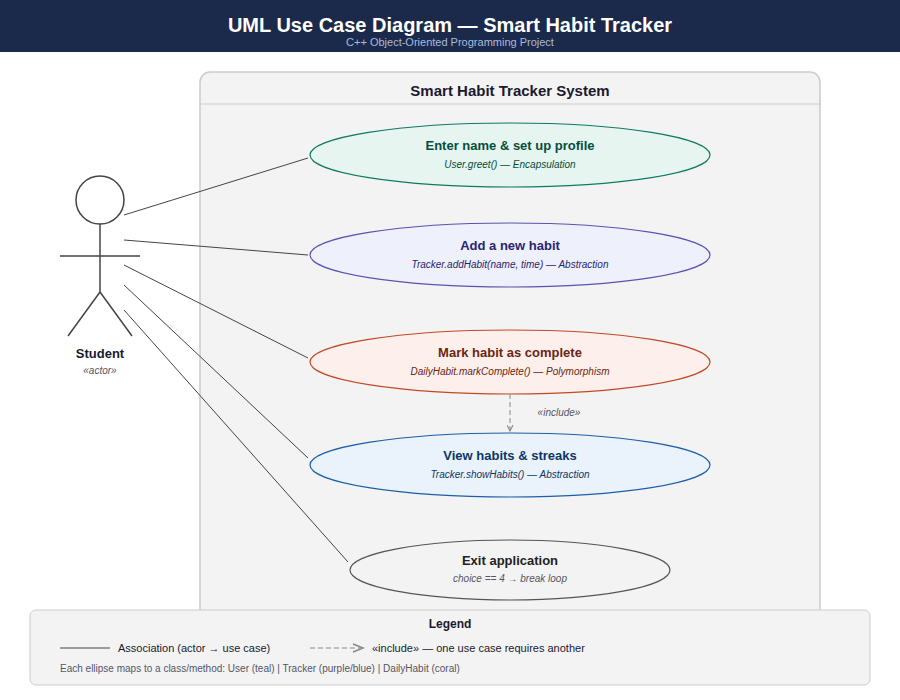 UML Use Case Diagram — Smart Habit Tracker
C++ Object-Oriented Programming Project
Smart Habit Tracker System
Enter name & set up profile
User.greet() — Encapsulation
Add a new habit
Tracker.addHabit(name, time) — Abstraction
Mark habit as complete
DailyHabit.markComplete() — Polymorphism
Student
«actor»
«include»
View habits & streaks
Tracker.showHabits() — Abstraction
Exit application
choice == 4 → break loop
Legend
Association (actor → use case)
«include» — one use case requires another
Each ellipse maps to a class/method: User (teal) | Tracker (purple/blue) | DailyHabit (coral)